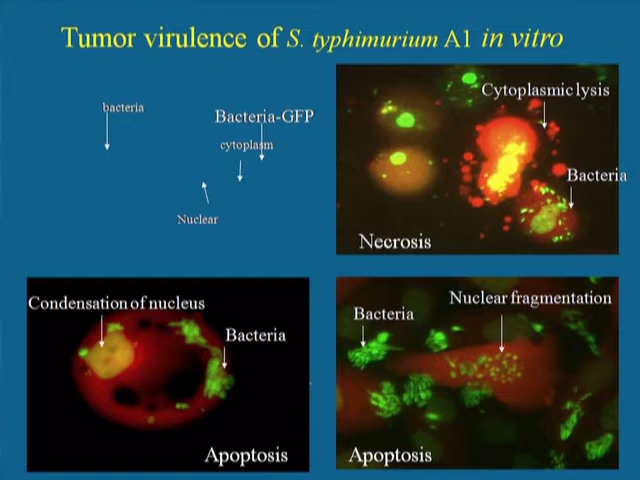 Tumor virulence of S. typhimurium A1 in vitro
bacteria
Bacteria-GFP
cytoplasm
Nuclear
Cytoplasmic lysis
Bacteria
Necrosis
Condensation of nucleus
Bacteria
Apoptosis
Nuclear fragmentation
Bacteria
Apoptosis